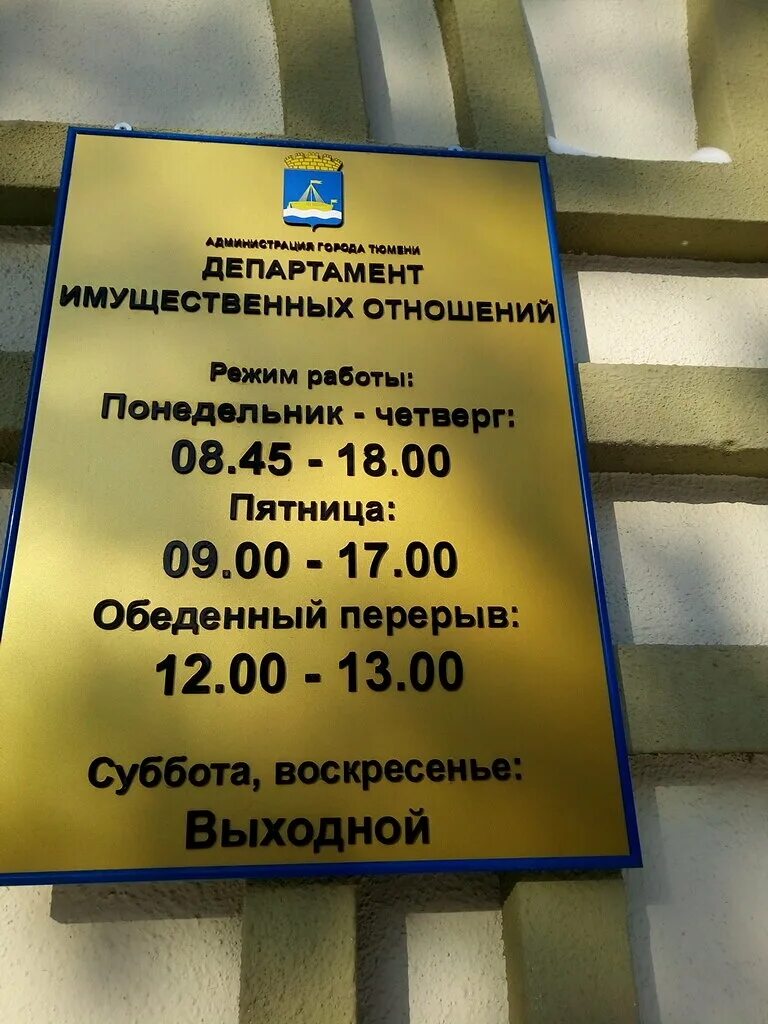 АДМИНИСТРАЦИЯ ГОРОДА ТЮМЕНИ
ДЕПАРТАМЕНТ
ИМУЩЕСТВЕННЫХ ОТНОШЕНИЙ
Режим работы:
Понедельник - четверг:
08.45 - 18.00
Пятница:
09.00 - 17.00
Обеденный перерыв:
12.00 - 13.00
Суббота, воскресенье:
Выходной